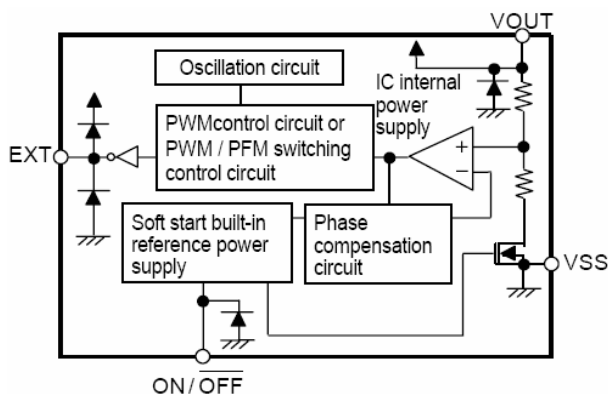 VOUT
Oscillation circuit
IC internal
power
supply
PWMcontrol circuit or
PWM / PFM switching
control circuit
EXT
+
-
Soft start built-in
reference power
supply
Phase
compensation
circuit
VSS
ON / OFF